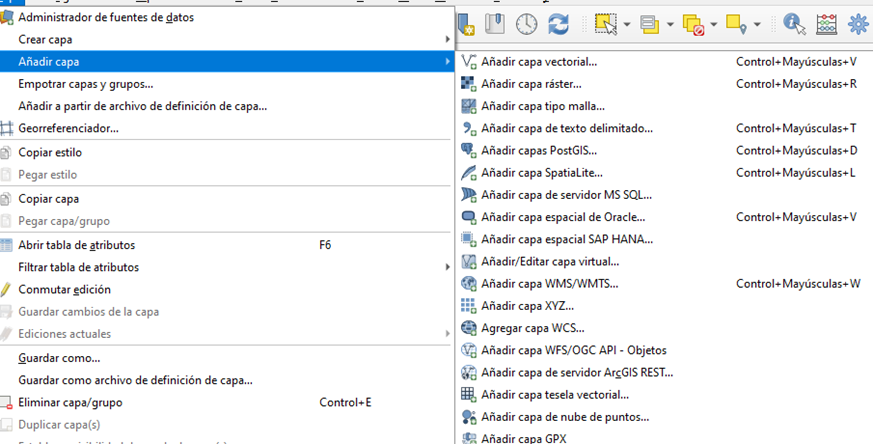 Administrador de fuentes de datos
Crear capa
Añadir capa
Empotrar capas y grupos...
Añadir a partir de archivo de definición de capa...
Georreferenciador...
Copiar estilo
Pegar estilo
Copiar capa
Pegar capa/grupo
Abrir tabla de atributos F6
Filtrar tabla de atributos
Conmutar edición
Guardar cambios de la capa
Ediciones actuales
Guardar como...
Guardar como archivo de definición de capa...
Eliminar capa/grupo Control+E
Duplicar capa(s)
Añadir capa vectorial... Control+Mayúsculas+V
Añadir capa ráster... Control+Mayúsculas+R
Añadir capa tipo malla...
Añadir capa de texto delimitado... Control+Mayúsculas+T
Añadir capas PostGIS... Control+Mayúsculas+D
Añadir capa SpatiaLite... Control+Mayúsculas+L
Añadir capa de servidor MS SQL...
Añadir capa espacial de Oracle... Control+Mayúsculas+V
Añadir capa espacial SAP HANA...
Añadir/Editar capa virtual...
Añadir capa WMS/WMTS... Control+Mayúsculas+W
Añadir capa XYZ...
Agregar capa WCS...
Añadir capa WFS/OGC API - Objetos
Añadir capa de servidor ArcGIS REST...
Añadir capa tesela vectorial...
Añadir capa de nube de puntos...
Añadir capa GPX